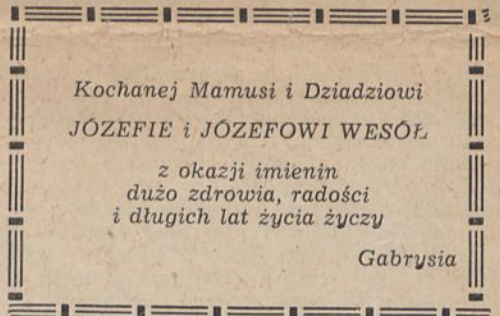 Kochanej Mamusi i Dziadziowi
JÓZEFIE i JÓZEFOWI WESÓŁ
z okazji imienin
dużo zdrowia, radości
i długich lat życia życzy
Gabrysia